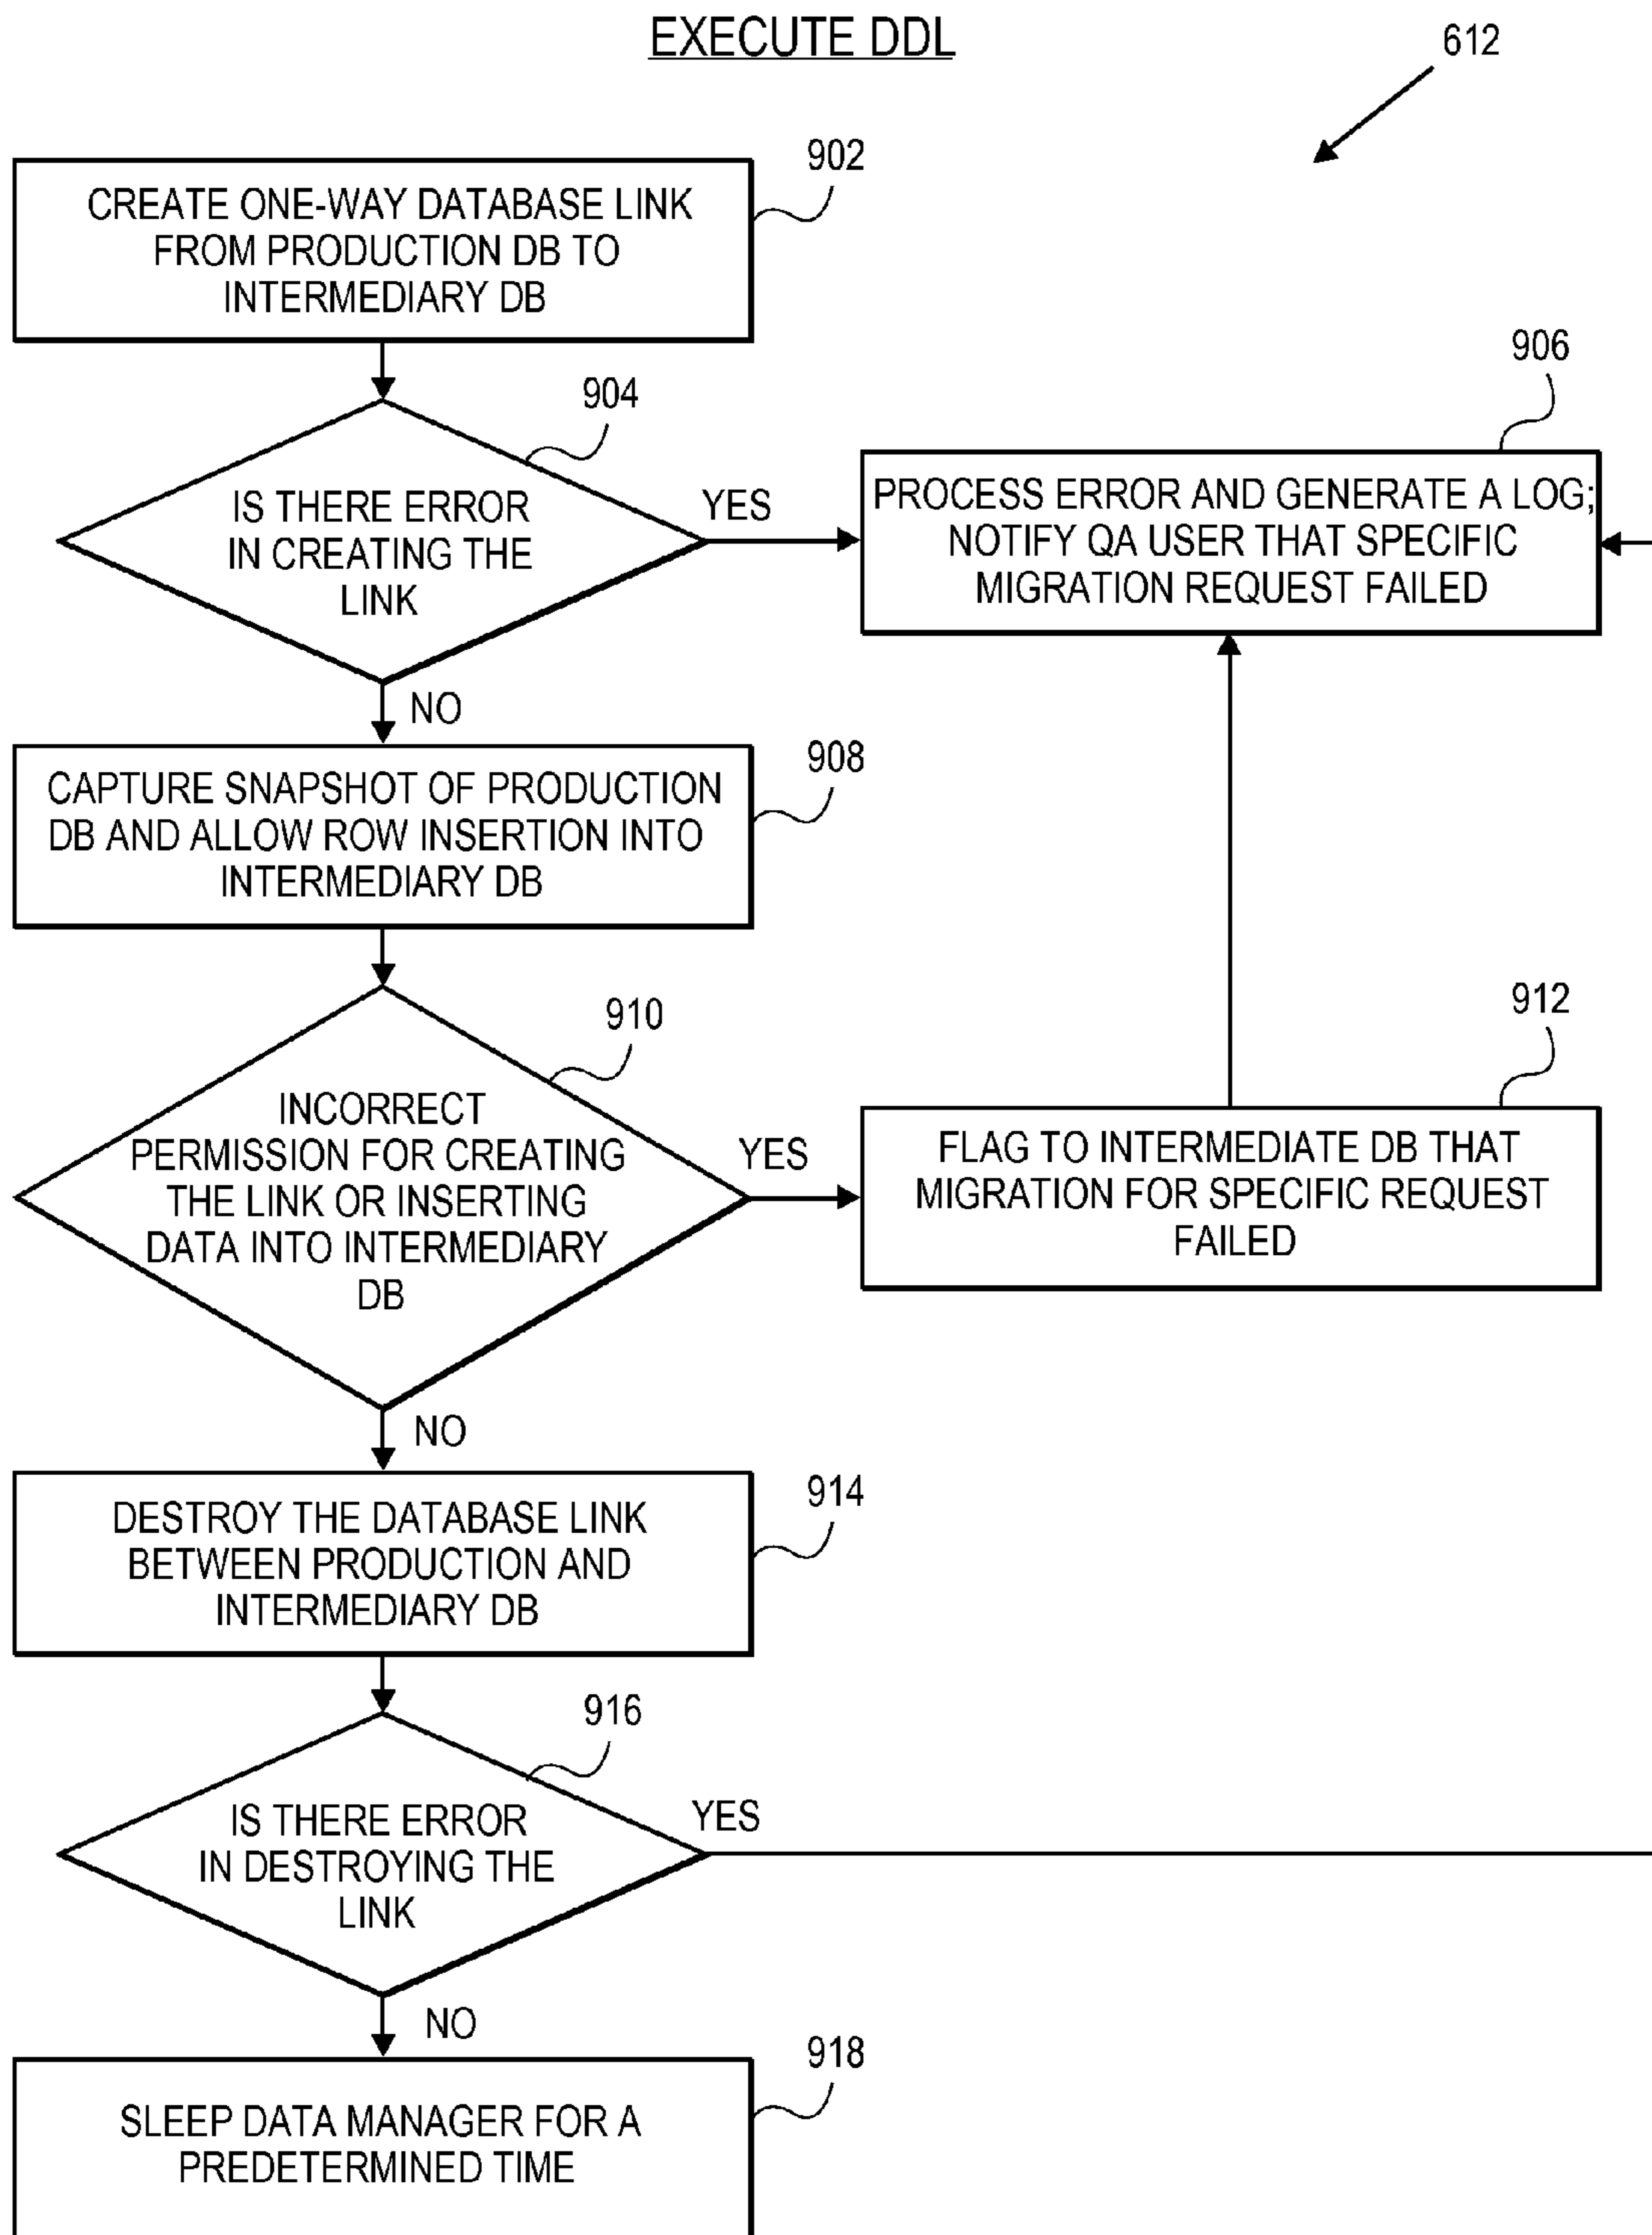 EXECUTE DDL
612
902
CREATE ONE-WAY DATABASE LINK
FROM PRODUCTION DB TO
INTERMEDIARY DB
904
IS THERE ERROR
IN CREATING THE
LINK
YES
NO
906
PROCESS ERROR AND GENERATE A LOG;
NOTIFY QA USER THAT SPECIFIC
MIGRATION REQUEST FAILED
908
CAPTURE SNAPSHOT OF PRODUCTION
DB AND ALLOW ROW INSERTION INTO
INTERMEDIARY DB
910
INCORRECT
PERMISSION FOR CREATING
THE LINK OR INSERTING
DATA INTO INTERMEDIARY
DB
YES
NO
912
FLAG TO INTERMEDIATE DB THAT
MIGRATION FOR SPECIFIC REQUEST
FAILED
914
DESTROY THE DATABASE LINK
BETWEEN PRODUCTION AND
INTERMEDIARY DB
916
IS THERE ERROR
IN DESTROYING THE
LINK
YES
NO
918
SLEEP DATA MANAGER FOR A
PREDETERMINED TIME